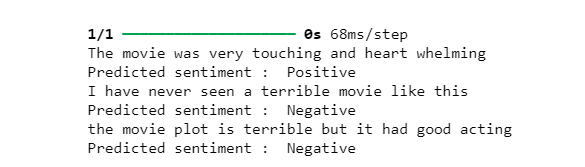 1/1 ━━━━━━━━━━━━━━━━━━━━ 0s 68ms/step
The movie was very touching and heart whelming
Predicted sentiment :  Positive
I have never seen a terrible movie like this
Predicted sentiment :  Negative
the movie plot is terrible but it had good acting
Predicted sentiment :  Negative